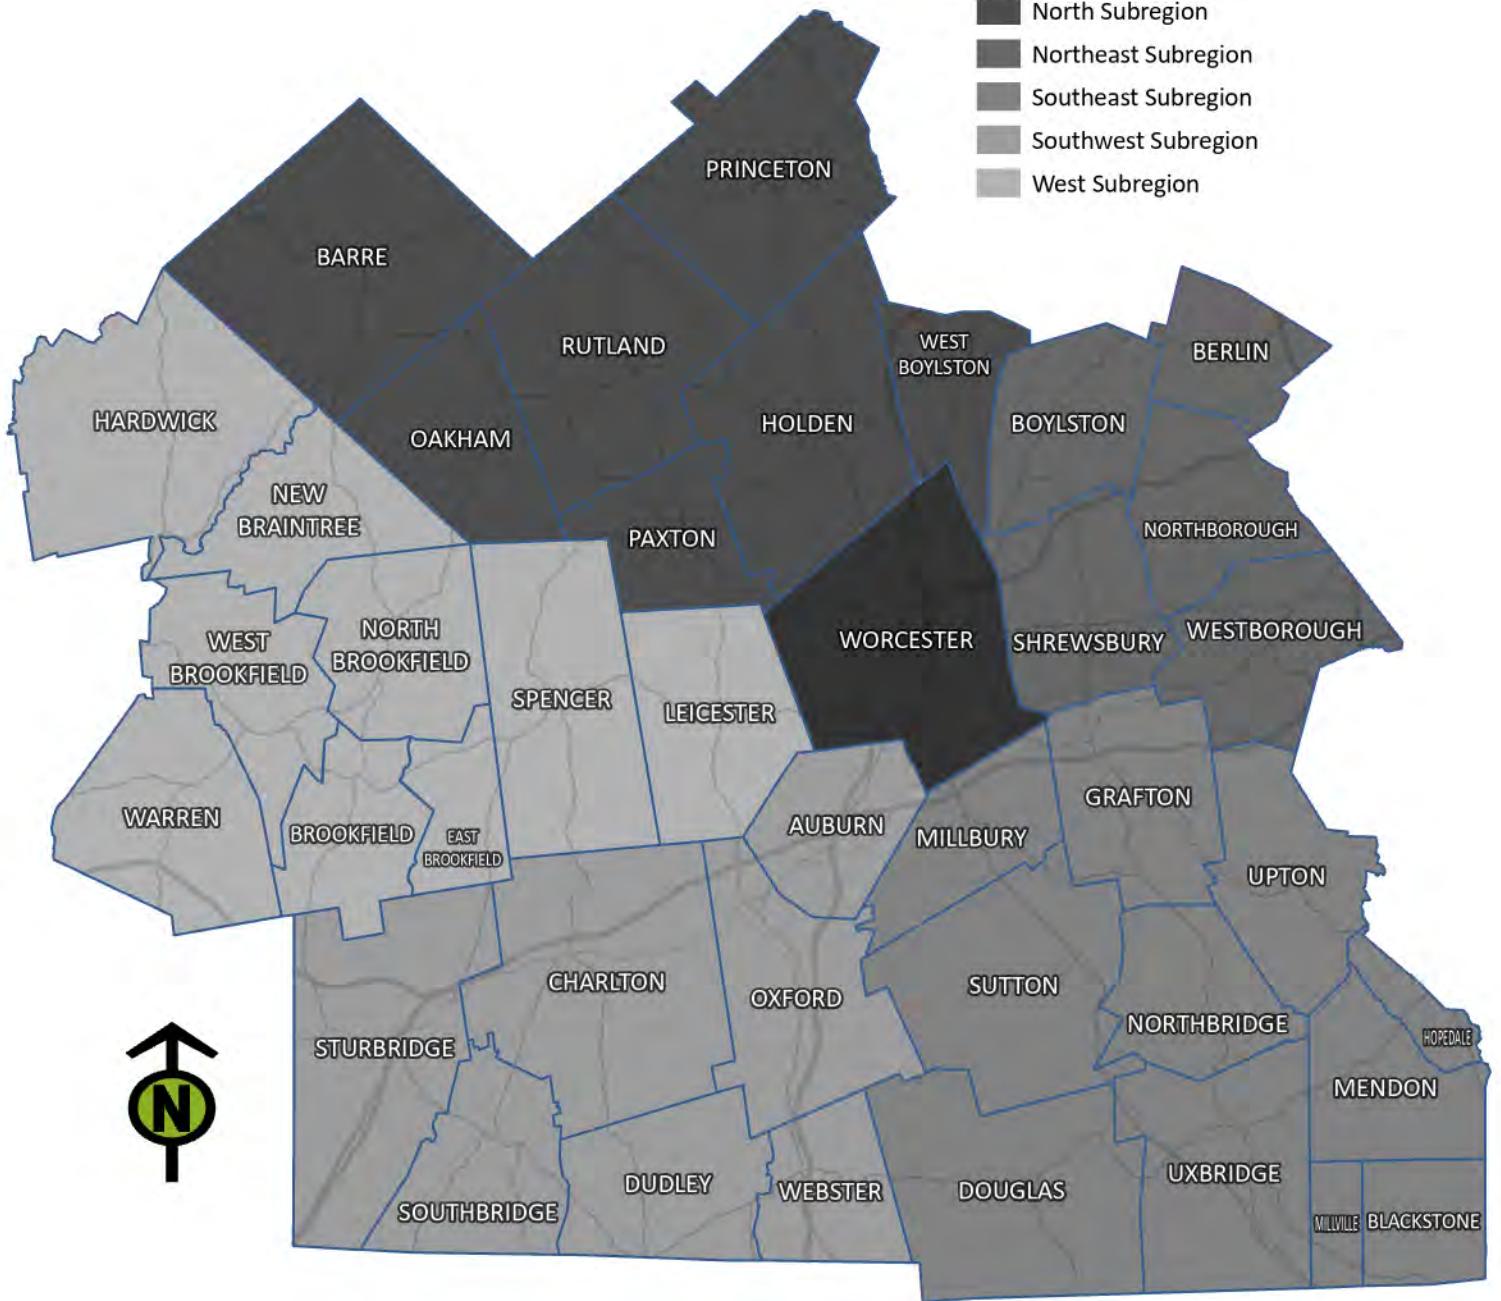 North Subregion
Northeast Subregion
Southeast Subregion
Southwest Subregion
West Subregion
PRINCETON
BARRE
RUTLAND
WEST
BOYLSTON
BERLIN
HARDWICK
OAKHAM
HOLDEN
BOYLSTON
NEW
BRAINTREE
PAXTON
NORTHBOROUGH
WEST
BROOKFIELD
NORTH
BROOKFIELD
WORCESTER
SHREWSBURY
WESTBOROUGH
SPENCER
LEICESTER
WARREN
BROOKFIELD
EAST
BROOKFIELD
AUBURN
MILLBURY
GRAFTON
UPTON
CHARLTON
OXFORD
SUTTON
NORTHBRIDGE
HOPEDALE
STURBRIDGE
MENDON
N
SOUTHBRIDGE
DUDLEY
WEBSTER
DOUGLAS
UXBRIDGE
MILLVILLE
BLACKSTONE